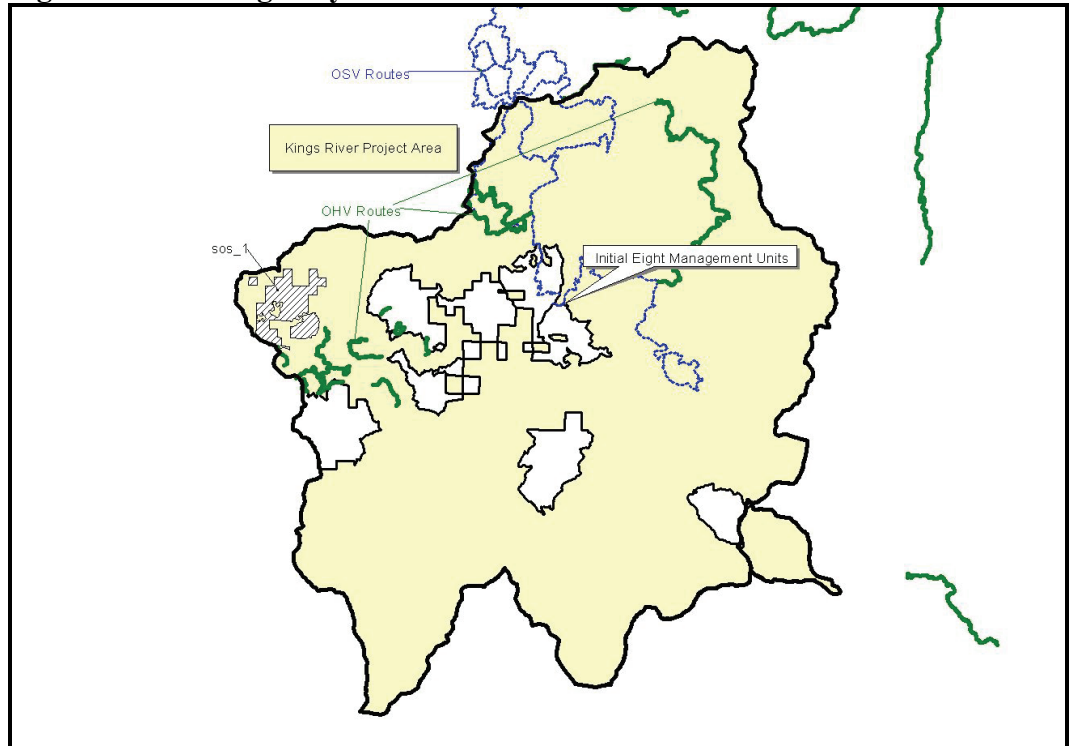 OSV Routes
Kings River Project Area
OHV Routes
sos_1
Initial Eight Management Units